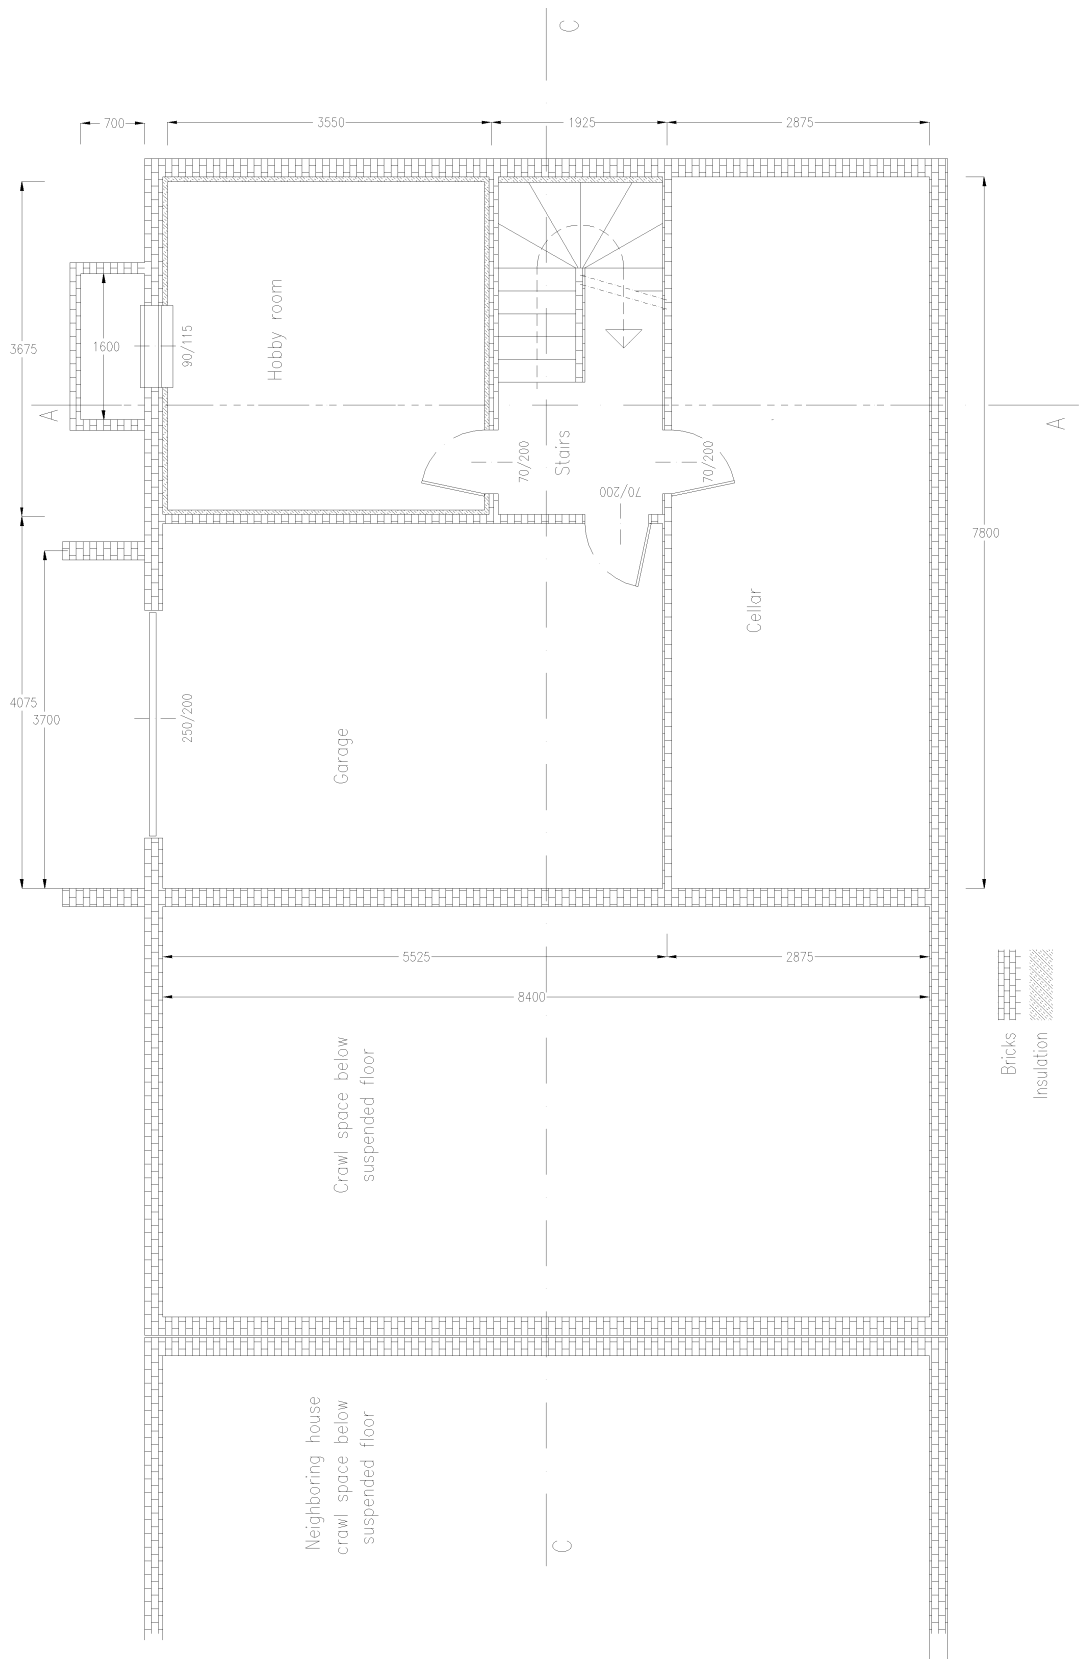 C
700
3550
1925
2875
3675
1600
90/115
Hobby room
A
A
70/200
Stairs
70/200
70/200
7800
Cellar
4075
3700
250/200
Garage
5525
2875
8400
Crawl space below
suspended floor
Bricks
Insulation
Neighboring house
crawl space below
suspended floor
C